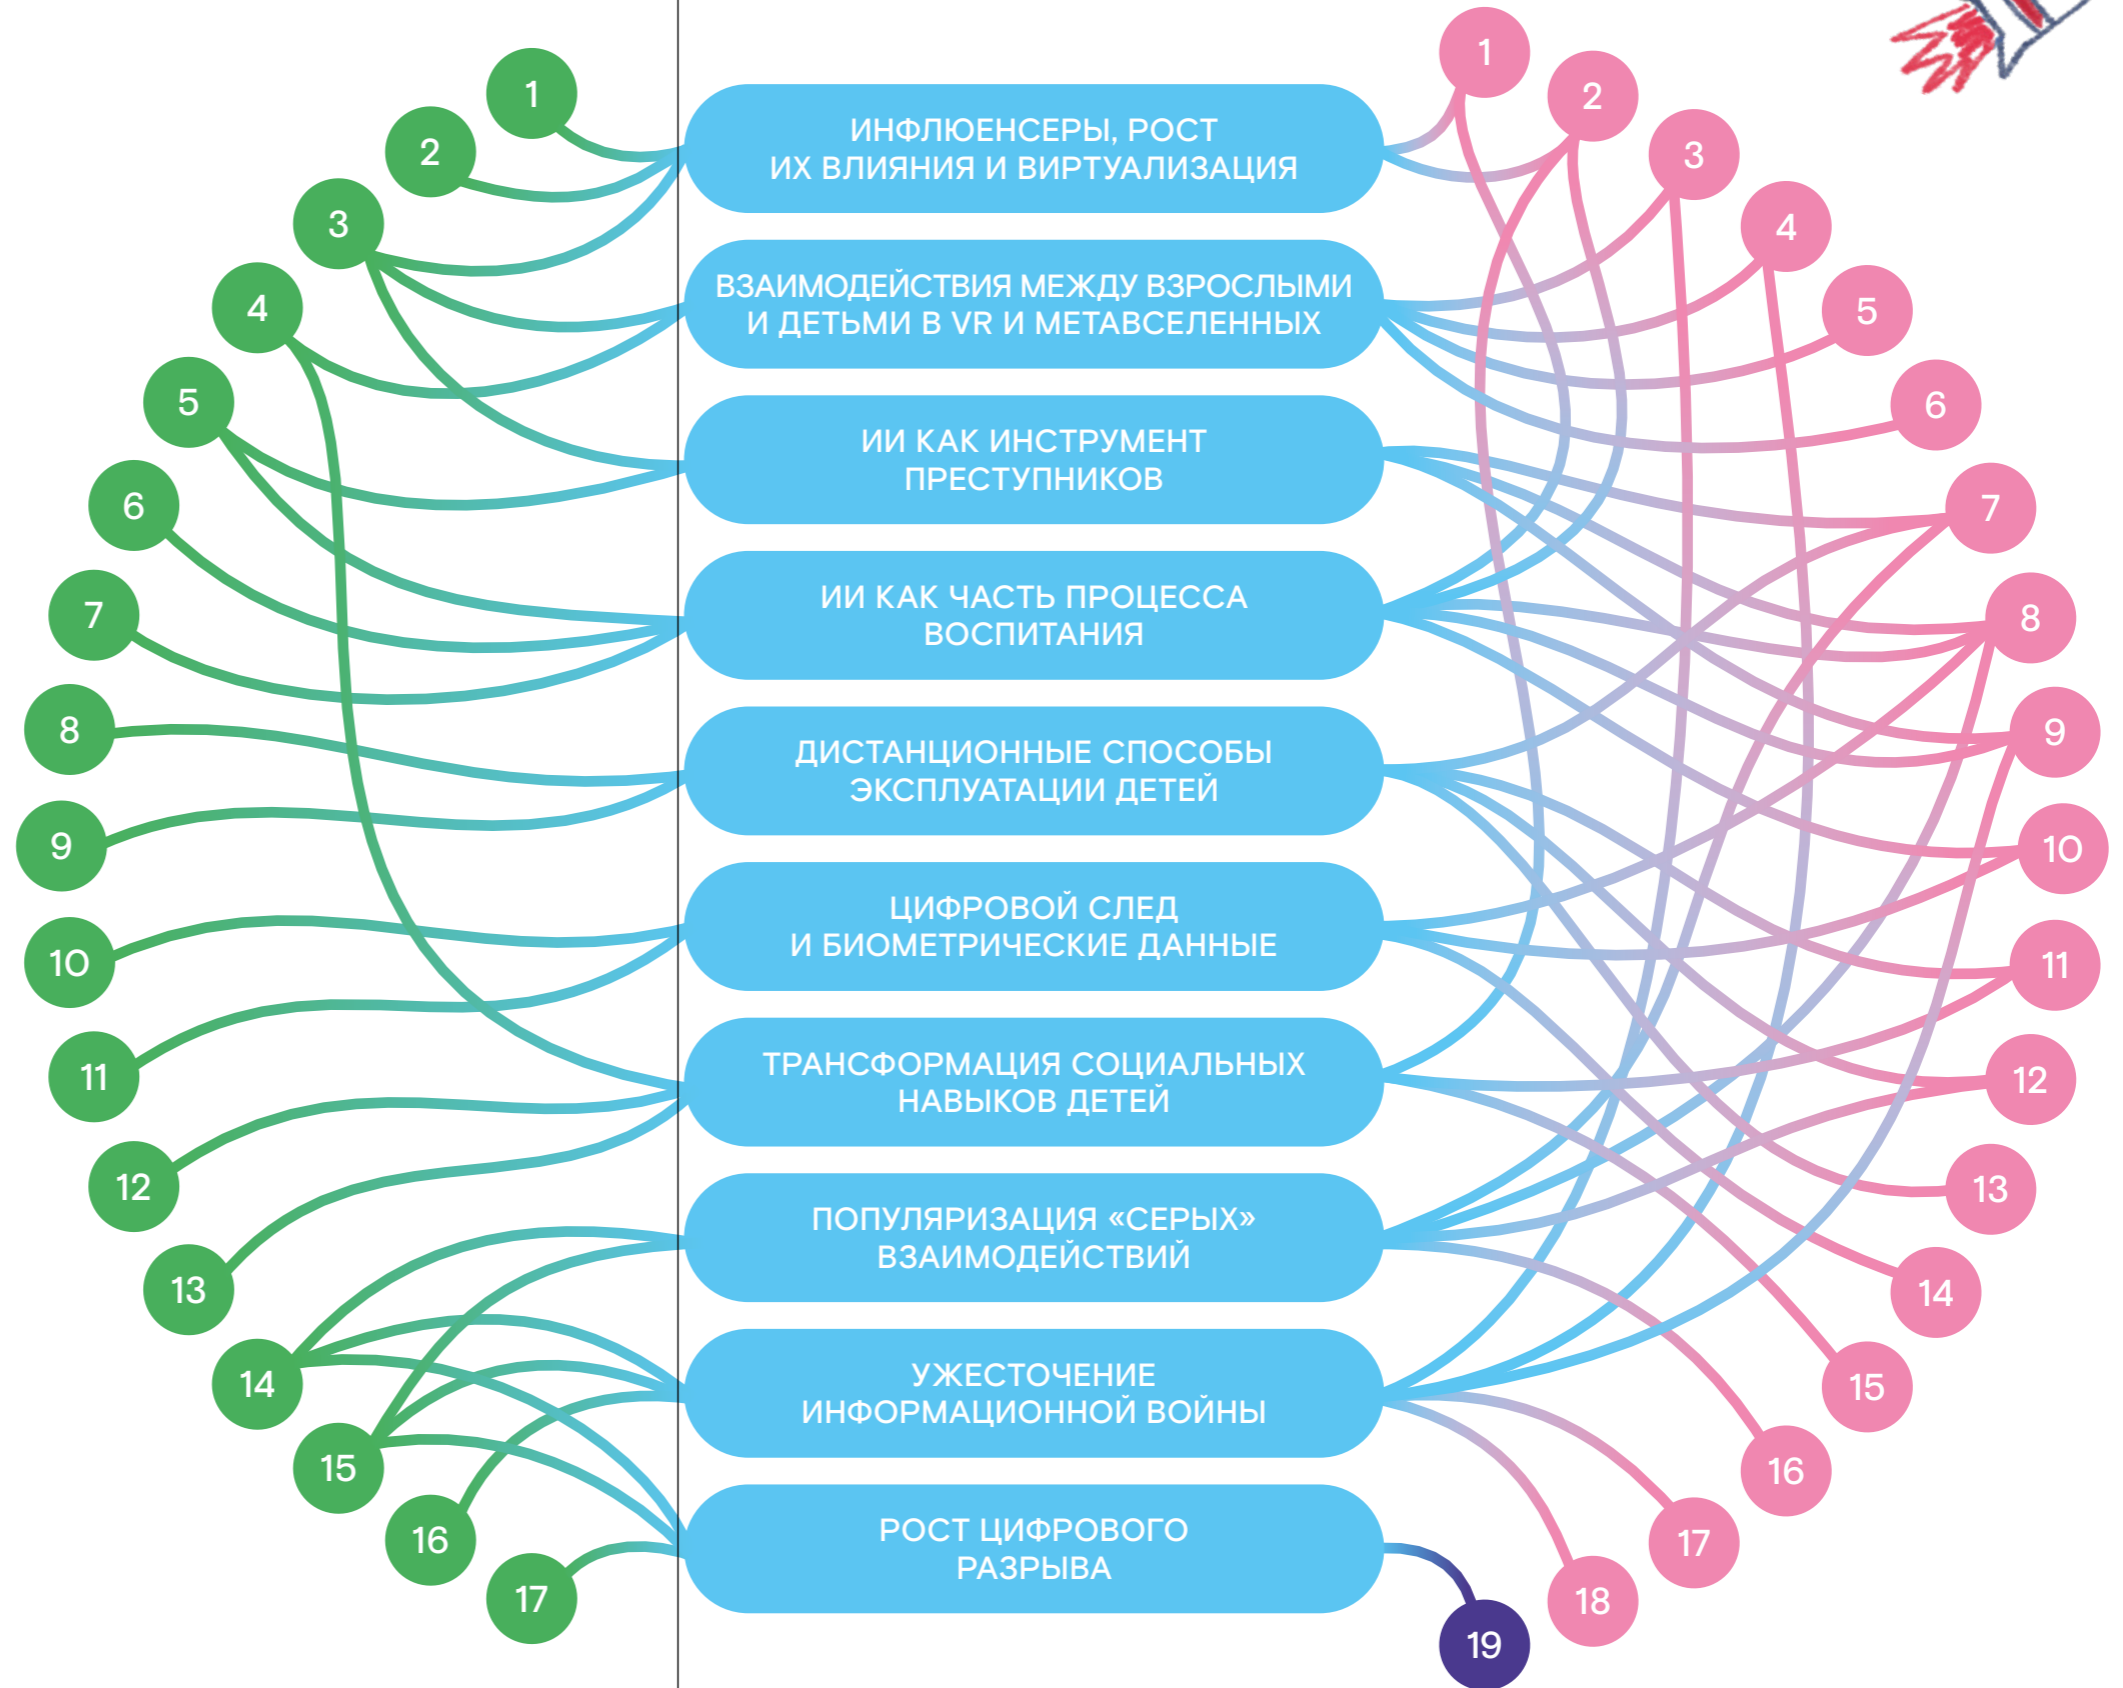 1
2
3
4
5
6
7
8
9
10
11
12
13
14
15
16
17
ИНФЛЮЕНСЕРЫ, РОСТ
ИХ ВЛИЯНИЯ И ВИРТУАЛИЗАЦИЯ
ВЗАИМОДЕЙСТВИЯ МЕЖДУ ВЗРОСЛЫМИ
И ДЕТЬМИ В VR И МЕТАВСЕЛЕННЫХ
ИИ КАК ИНСТРУМЕНТ
ПРЕСТУПНИКОВ
ИИ КАК ЧАСТЬ ПРОЦЕССА
ВОСПИТАНИЯ
ДИСТАНЦИОННЫЕ СПОСОБЫ
ЭКСПЛУАТАЦИИ ДЕТЕЙ
ЦИФРОВОЙ СЛЕД
И БИОМЕТРИЧЕСКИЕ ДАННЫЕ
ТРАНСФОРМАЦИЯ СОЦИАЛЬНЫХ
НАВЫКОВ ДЕТЕЙ
ПОПУЛЯРИЗАЦИЯ «СЕРЫХ»
ВЗАИМОДЕЙСТВИЙ
УЖЕСТОЧЕНИЕ
ИНФОРМАЦИОННОЙ ВОЙНЫ
РОСТ ЦИФРОВОГО
РАЗРЫВА
1
2
3
4
5
6
7
8
9
10
11
12
13
14
15
16
17
18
19